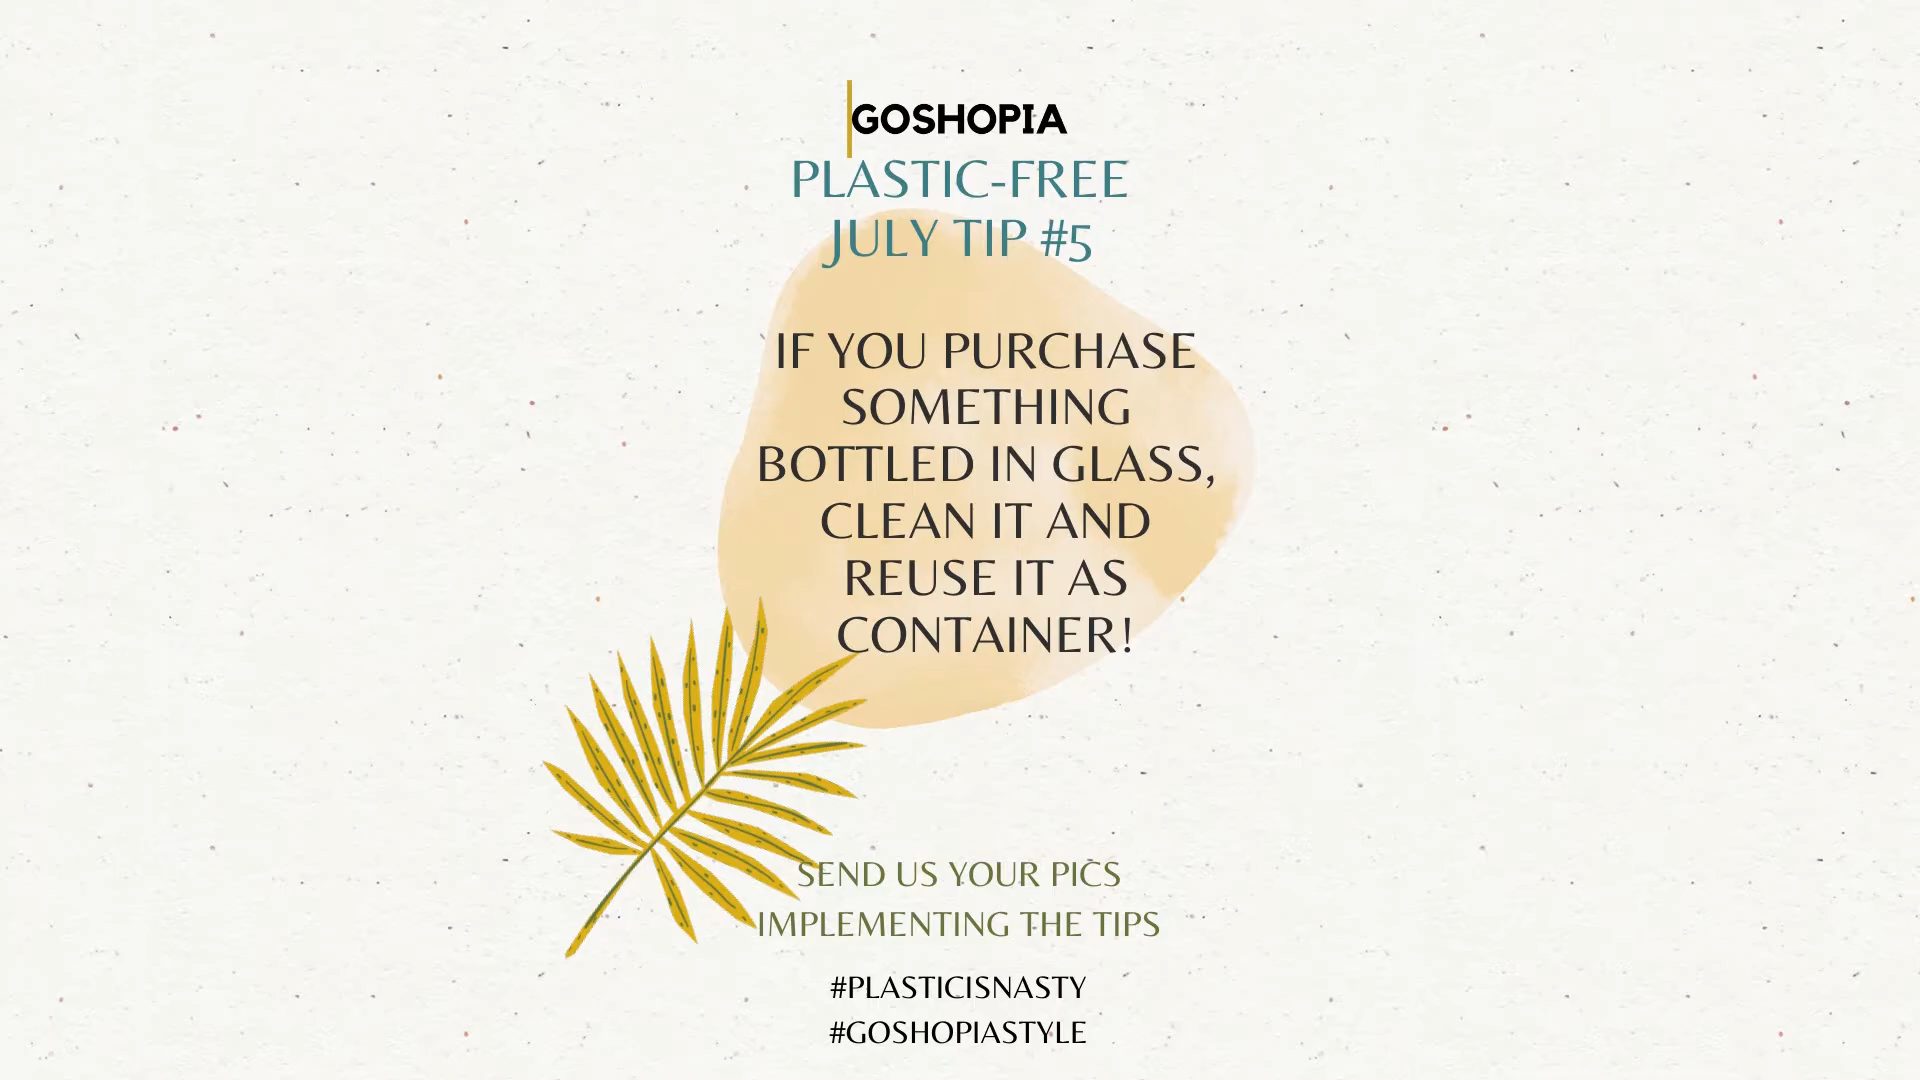 GOSHOPIA
PLASTIC-FREE
JULY TIP #5
IF YOU PURCHASE
SOMETHING
BOTTLED IN GLASS,
CLEAN IT AND
REUSE IT AS
CONTAINER!
SEND US YOUR PICS
IMPLEMENTING THE TIPS
#PLASTICISNASTY
#GOSHOPIASTYLE